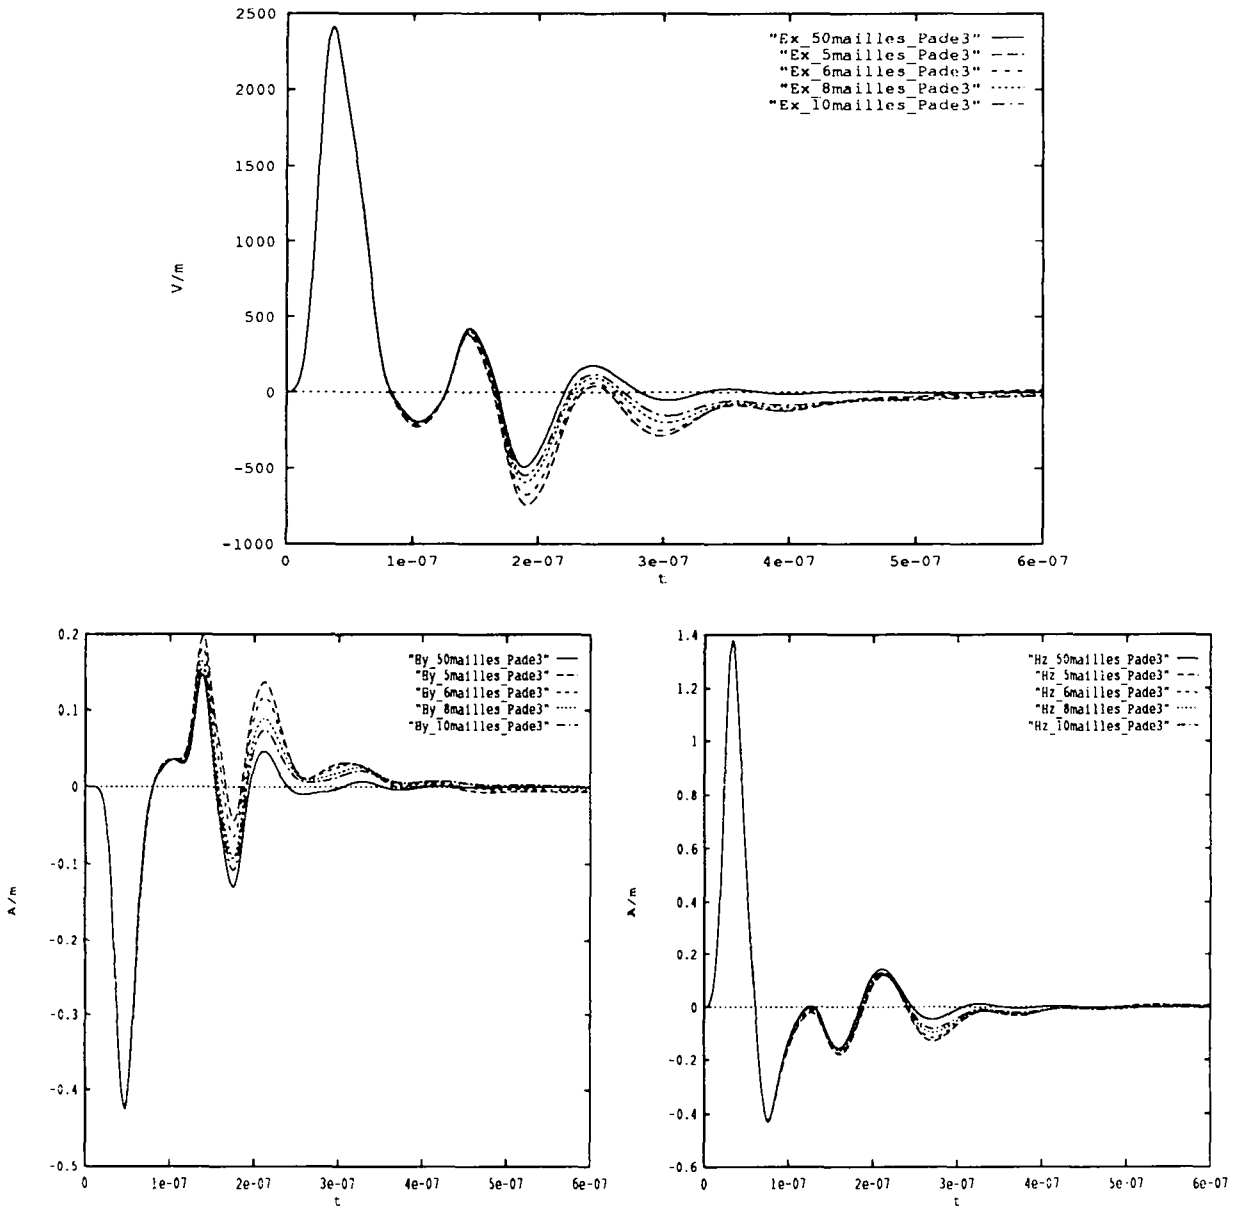 2500
2000
1500
1000
500
0
-500
-1000
V/m
"Ex_50mailles_Pade3"
"Ex_5mailles_Pade3"
"Ex_6mailles_Pade3"
"Ex_8mailles_Pade3"
"Ex_10mailles_Pade3"
0 1e-07 2e-07 3e-07 4e-07 5e-07 6e-07
t
0.2
0.1
0
-0.1
-0.2
-0.3
-0.4
-0.5
A/m
"By_50mailles_Pade3"
"By_5mailles_Pade3"
"By_6mailles_Pade3"
"By_8mailles_Pade3"
"By_10mailles_Pade3"
0 1e-07 2e-07 3e-07 4e-07 5e-07 6e-07
t
1.4
1.2
1
0.8
0.6
0.4
0.2
0
-0.2
-0.4
-0.6
A/m
"Hz_50mailles_Pade3"
"Hz_5mailles_Pade3"
"Hz_6mailles_Pade3"
"Hz_8mailles_Pade3"
"Hz_10mailles_Pade3"
0 1e-07 2e-07 3e-07 4e-07 5e-07 6e-07
t